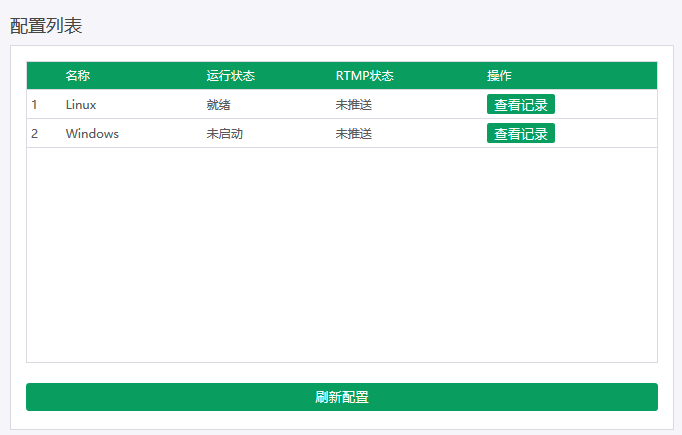 配置列表
名称 运行状态 RTMP状态 操作
1 Linux 就绪 未推送 查看记录
2 Windows 未启动 未推送 查看记录
刷新配置